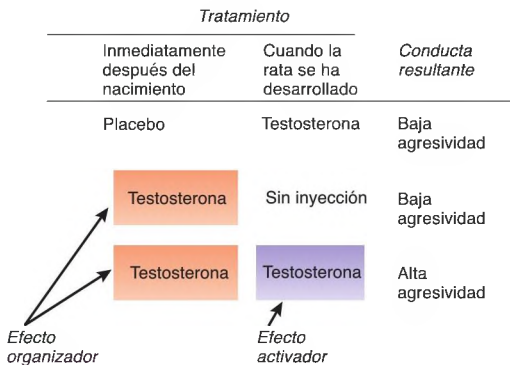 Tratamiento
Inmediatamente
después del
nacimiento
Cuando la
rata se ha
desarrollado
Conducta
resultante
Placebo
Testosterona
Baja
agresividad
Testosterona
Sin inyección
Baja
agresividad
Testosterona
Testosterona
Alta
agresividad
Efecto
organizador
Efecto
activador